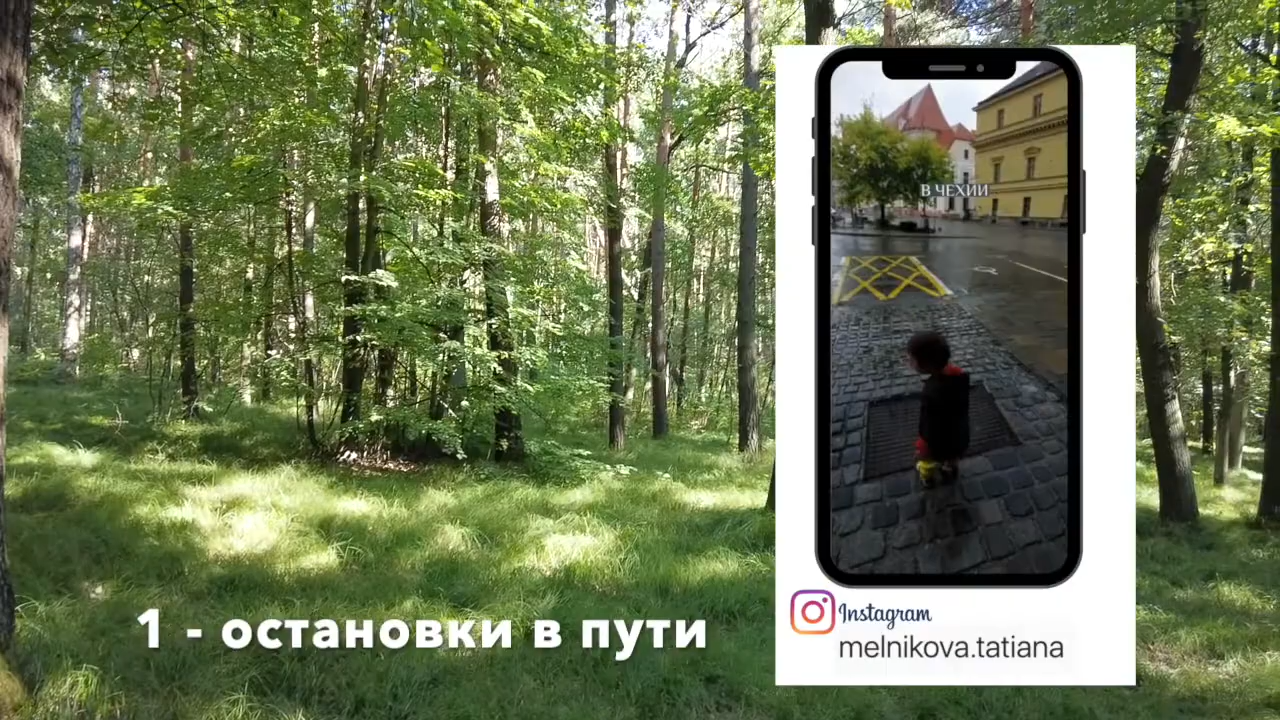 В ЧЕХИИ
1 - остановки в пути
Instagram
melnikova.tatiana